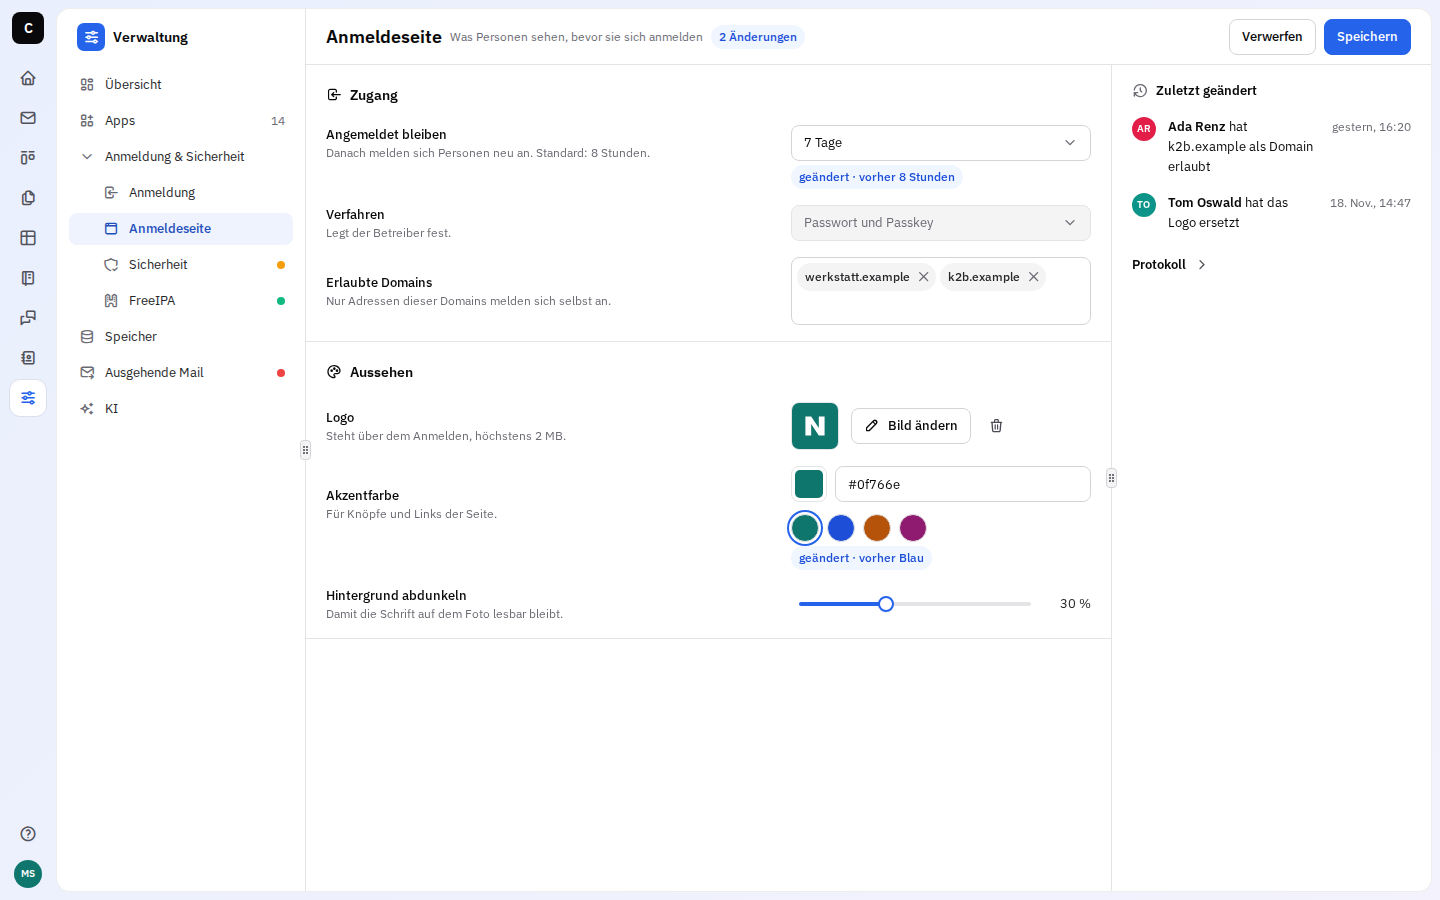 C
Verwaltung
Übersicht
Apps 14
Anmeldung & Sicherheit
Anmeldung
Anmeldeseite
Sicherheit
FreeIPA
Speicher
Ausgehende Mail
KI
MS
Anmeldeseite Was Personen sehen, bevor sie sich anmelden 2 Änderungen
Verwerfen Speichern
Zugang
Angemeldet bleiben
Danach melden sich Personen neu an. Standard: 8 Stunden.
7 Tage
geändert · vorher 8 Stunden
Verfahren
Legt der Betreiber fest.
Passwort und Passkey
Erlaubte Domains
Nur Adressen dieser Domains melden sich selbst an.
werkstatt.example k2b.example
Aussehen
Logo
Steht über dem Anmelden, höchstens 2 MB.
N
Bild ändern
Akzentfarbe
Für Knöpfe und Links der Seite.
#0f766e
geändert · vorher Blau
Hintergrund abdunkeln
Damit die Schrift auf dem Foto lesbar bleibt.
30 %
Zuletzt geändert
AR
Ada Renz hat gestern, 16:20
k2b.example als Domain
erlaubt
TO
Tom Oswald hat das 18. Nov., 14:47
Logo ersetzt
Protokoll